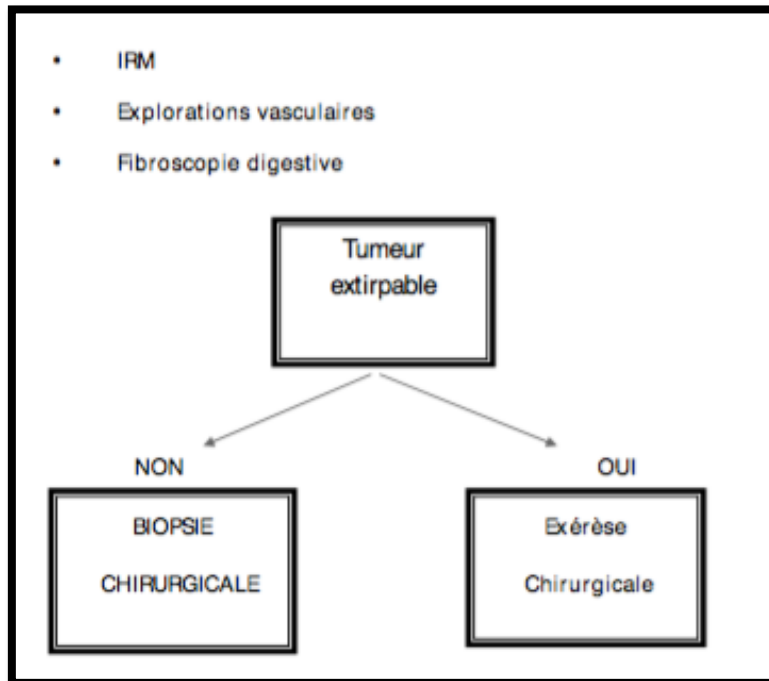 • IRM
• Explorations vasculaires
• Fibroscopie digestive
Tumeur
extirpable
NON
OUI
BIOPSIE
CHIRURGICALE
Exérèse
Chirurgicale